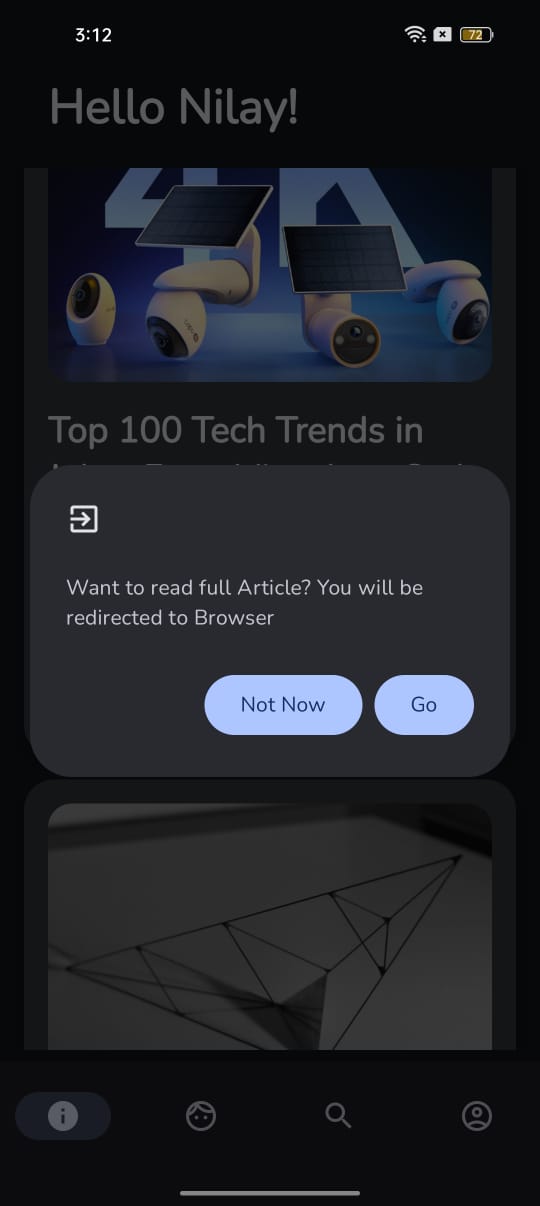 3:12
72
Hello Nilay!
4K
Top 100 Tech Trends in
Want to read full Article? You will be
redirected to Browser
Not Now
Go